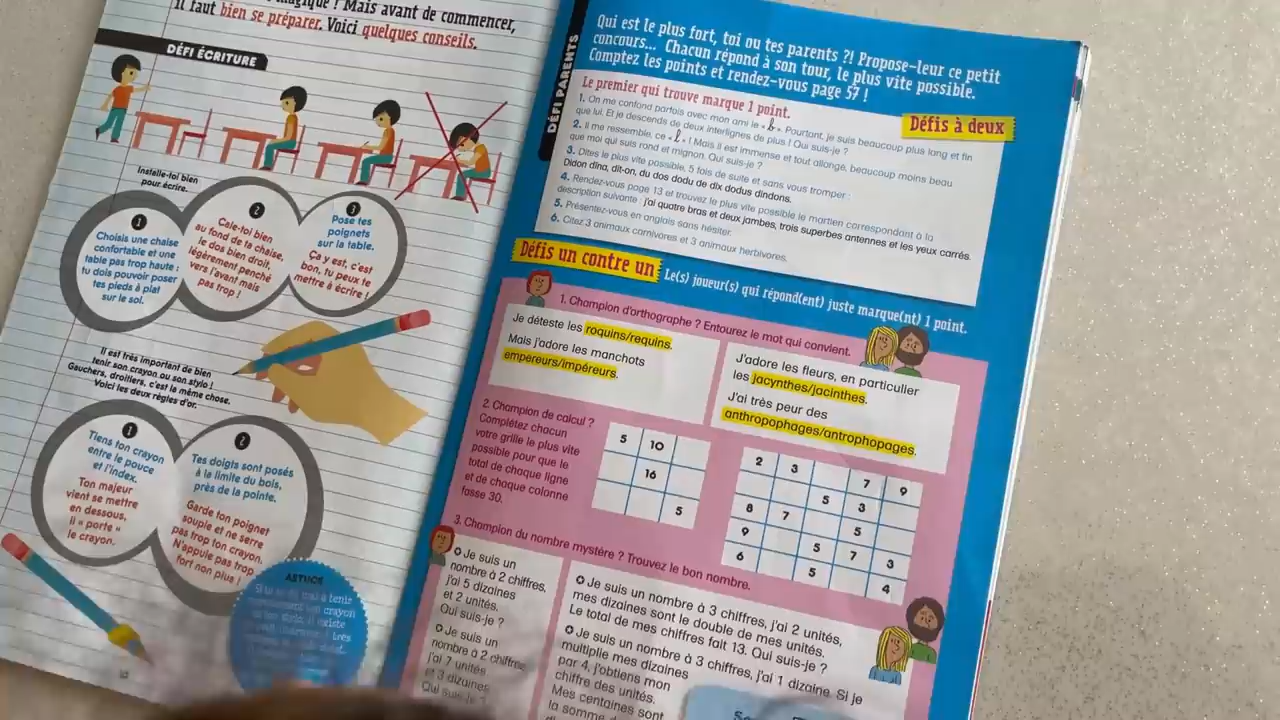 Mais avant de commencer,
il faut bien se préparer. Voici quelques conseils.
DÉFI ÉCRITURE
Installe-toi bien
pour écrire.
1
Choisis une chaise
confortable et une
table pas trop haute :
tu dois pouvoir poser
tes pieds à plat
sur le sol.
2
Cale-toi bien
au fond de ta chaise,
le dos bien droit,
légèrement penché
vers l'avant mais
pas trop !
3
Pose tes
poignets
sur la table.
Ça y est, c'est
bon, tu peux te
mettre à écrire !
Il est très important de bien
tenir son crayon ou son stylo !
Gauchers, droitiers, c'est la même chose.
Voici les deux règles d'or.
1
Tiens ton crayon
entre le pouce
et l'index.
Ton majeur
vient se mettre
en dessous,
il « porte »
le crayon.
2
Tes doigts sont posés
à la limite du bois,
près de la pointe.
Garde ton poignet
souple et ne serre
pas trop ton crayon.
N'appuie pas trop
fort non plus !
ASTUCE
DÉFI PARENTS
Qui est le plus fort, toi ou tes parents ?! Propose-leur ce petit
concours... Chacun répond à son tour, le plus vite possible.
Comptez les points et rendez-vous page 57 !
Défis à deux
Le premier qui trouve marque 1 point.
1. On me confond parfois avec mon ami le « b ». Pourtant, je suis beaucoup plus long et fin
que lui. Et je descends de deux interlignes de plus ! Qui suis-je ?
2. Il me ressemble, ce « l » ! Mais il est immense et tout allongé, beaucoup moins beau
que moi qui suis rond et mignon. Qui suis-je ?
3. Dites le plus vite possible, 5 fois de suite et sans vous tromper :
Didon dîna, dit-on, du dos dodu de dix dodus dindons.
4. Rendez-vous page 13 et trouvez le plus vite possible le martien correspondant à la
description suivante : j'ai quatre bras et deux jambes, trois superbes antennes et les yeux carrés.
5. Présentez-vous en anglais sans hésiter.
6. Citez 3 animaux carnivores et 3 animaux herbivores.
Défis un contre un
Le(s) joueur(s) qui répond(ent) juste marque(nt) 1 point.
1. Champion d'orthographe ? Entourez le mot qui convient.
Je déteste les roquins/requins.
Mais j'adore les manchots
empereurs/impéreurs.
J'adore les fleurs, en particulier
les jacynthes/jacinthes.
J'ai très peur des
anthropophages/antrophopages.
2. Champion de calcul ?
Complétez chacun
votre grille le plus vite
possible pour que le
total de chaque ligne
et de chaque colonne
fasse 30.
5 10
16
5
2 3 7 9
5 3
8 7 5
9 5 7 3
6 5 4
3. Champion du nombre mystère ? Trouvez le bon nombre.
Je suis un
nombre à 2 chiffres,
j'ai 5 dizaines
et 2 unités.
Qui suis-je ?
Je suis un
nombre à 2 chiffres,
j'ai 7 unités
et 3 dizaines.
Qui suis-je ?
Je suis un nombre à 3 chiffres, j'ai 2 unités,
mes dizaines sont le double de mes unités.
Le total de mes chiffres fait 13. Qui suis-je ?
Je suis un nombre à 3 chiffres, j'ai 1 dizaine. Si je
multiplie mes dizaines
par 4, j'obtiens mon
chiffre des unités.
Mes centaines sont
la somme